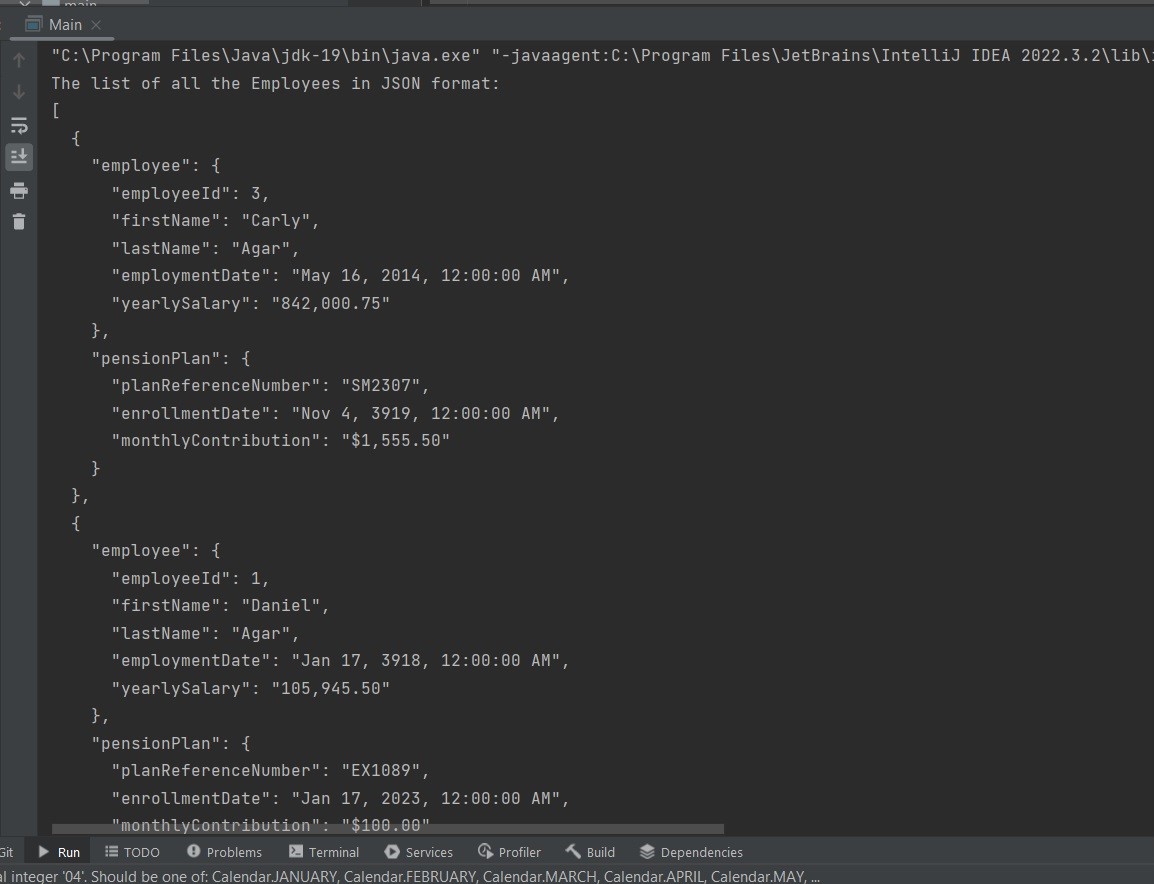 main
Main
"C:\Program Files\Java\jdk-19\bin\java.exe" "-javaagent:C:\Program Files\JetBrains\IntelliJ IDEA 2022.3.2\lib\
The list of all the Employees in JSON format:
[
{
"employee": {
"employeeId": 3,
"firstName": "Carly",
"lastName": "Agar",
"employmentDate": "May 16, 2014, 12:00:00 AM",
"yearlySalary": "842,000.75"
},
"pensionPlan": {
"planReferenceNumber": "SM2307",
"enrollmentDate": "Nov 4, 3919, 12:00:00 AM",
"monthlyContribution": "$1,555.50"
}
},
{
"employee": {
"employeeId": 1,
"firstName": "Daniel",
"lastName": "Agar",
"employmentDate": "Jan 17, 3918, 12:00:00 AM",
"yearlySalary": "105,945.50"
},
"pensionPlan": {
"planReferenceNumber": "EX1089",
"enrollmentDate": "Jan 17, 2023, 12:00:00 AM",
"monthlyContribution": "$100.00"
Git Run TODO Problems Terminal Services Profiler Build Dependencies
al integer '04'. Should be one of: Calendar.JANUARY, Calendar.FEBRUARY, Calendar.MARCH, Calendar.APRIL, Calendar.MAY, ...